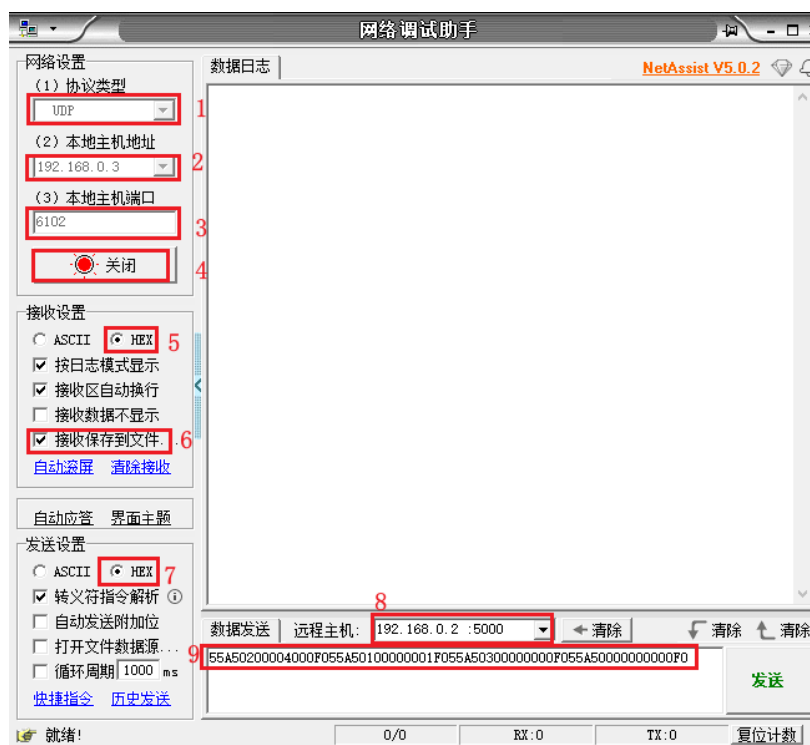 网络调试助手
网络设置
(1) 协议类型
UDP
1
(2) 本地主机地址
192.168.0.3
2
(3) 本地主机端口
6102
3
关闭
4
接收设置
ASCII HEX 5
按日志模式显示
接收区自动换行
接收数据不显示
接收保存到文件... 6
自动滚屏 清除接收
自动应答 界面主题
发送设置
ASCII HEX 7
转义符指令解析
自动发送附加位
打开文件数据源...
循环周期 1000 ms
快捷指令 历史发送
数据日志
NetAssist V5.0.2
8
数据发送 远程主机: 192.168.0.2 :5000 清除 清除 清除
9
55A50200004000F055A50100000001F055A50300000000F055A50000000000F0
发送
就绪! 0/0 RX:0 TX:0 复位计数